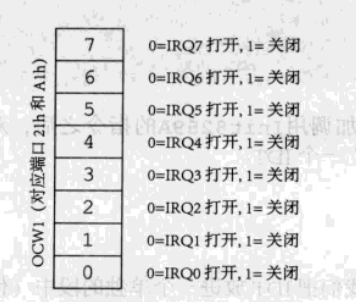 OCW1（对应端口 21h 和 A1h）
7 0=IRQ7 打开, 1= 关闭
6 0=IRQ6 打开, 1= 关闭
5 0=IRQ5 打开, 1= 关闭
4 0=IRQ4 打开, 1= 关闭
3 0=IRQ3 打开, 1= 关闭
2 0=IRQ2 打开, 1= 关闭
1 0=IRQ1 打开, 1= 关闭
0 0=IRQ0 打开, 1= 关闭